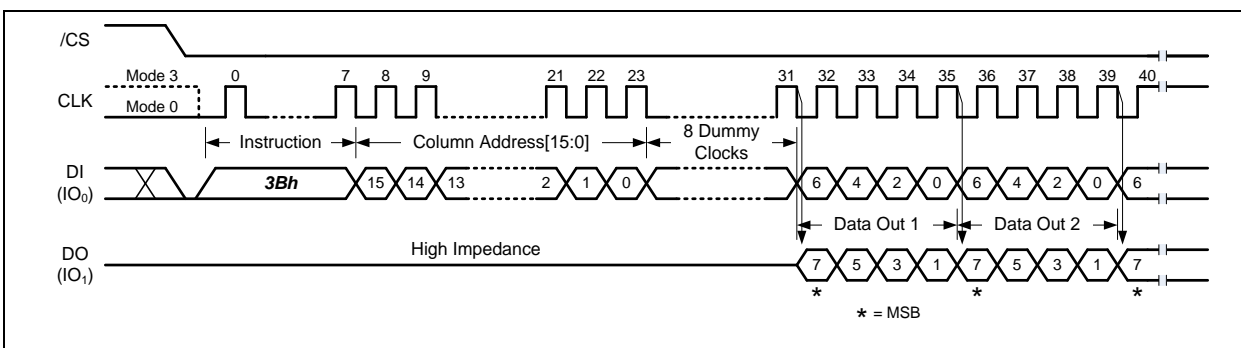 /CS
Mode 3
0 7 8 9 21 22 23 31 32 33 34 35 36 37 38 39 40
CLK
Mode 0
Instruction
Column Address[15:0]
8 Dummy
Clocks
DI
(IO₀)
3Bh
15 14 13 2 1 0 6 4 2 0 6 4 2 0 6
Data Out 1
Data Out 2
DO
(IO₁)
High Impedance
7 5 3 1 7 5 3 1 7
* * *
* = MSB